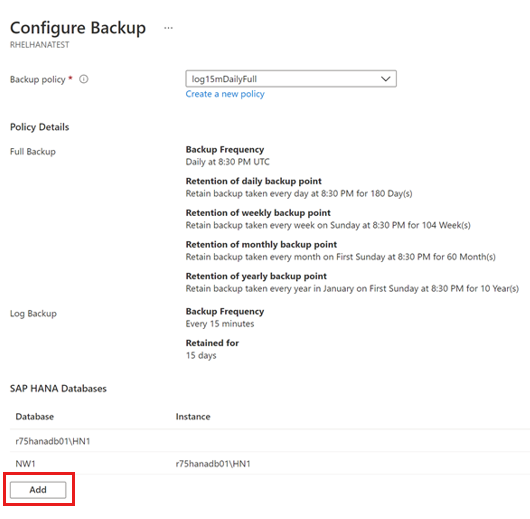 Configure Backup ...
RHELHANATEST
Backup policy *
log15mDailyFull
Create a new policy
Policy Details
Full Backup
Backup Frequency
Daily at 8:30 PM UTC
Retention of daily backup point
Retain backup taken every day at 8:30 PM for 180 Day(s)
Retention of weekly backup point
Retain backup taken every week on Sunday at 8:30 PM for 104 Week(s)
Retention of monthly backup point
Retain backup taken every month on First Sunday at 8:30 PM for 60 Month(s)
Retention of yearly backup point
Retain backup taken every year in January on First Sunday at 8:30 PM for 10 Year(s)
Log Backup
Backup Frequency
Every 15 minutes
Retained for
15 days
SAP HANA Databases
Database Instance
r75hanadb01\HN1
NW1 r75hanadb01\HN1
Add